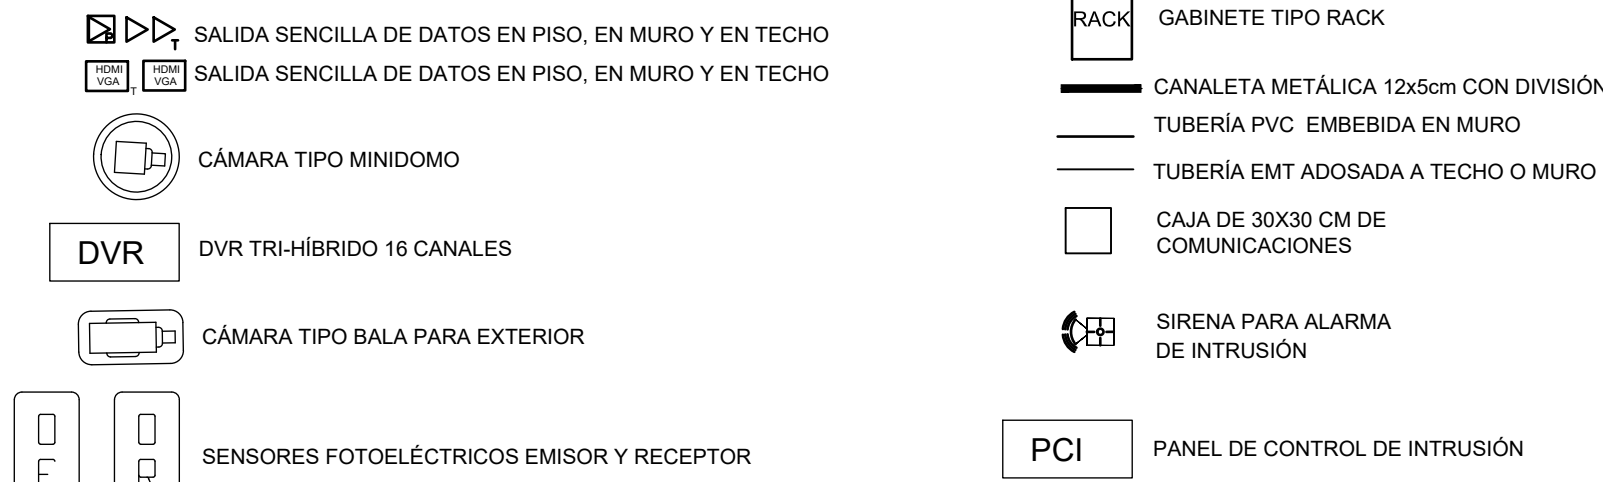 P T SALIDA SENCILLA DE DATOS EN PISO, EN MURO Y EN TECHO
HDMI HDMI
VGA T VGA SALIDA SENCILLA DE DATOS EN PISO, EN MURO Y EN TECHO
CÁMARA TIPO MINIDOMO
DVR DVR TRI-HÍBRIDO 16 CANALES
CÁMARA TIPO BALA PARA EXTERIOR
E R SENSORES FOTOELÉCTRICOS EMISOR Y RECEPTOR
RACK GABINETE TIPO RACK
CANALETA METÁLICA 12x5cm CON DIVISIÓN
TUBERÍA PVC EMBEBIDA EN MURO
TUBERÍA EMT ADOSADA A TECHO O MURO
CAJA DE 30X30 CM DE
COMUNICACIONES
SIRENA PARA ALARMA
DE INTRUSIÓN
PCI PANEL DE CONTROL DE INTRUSIÓN